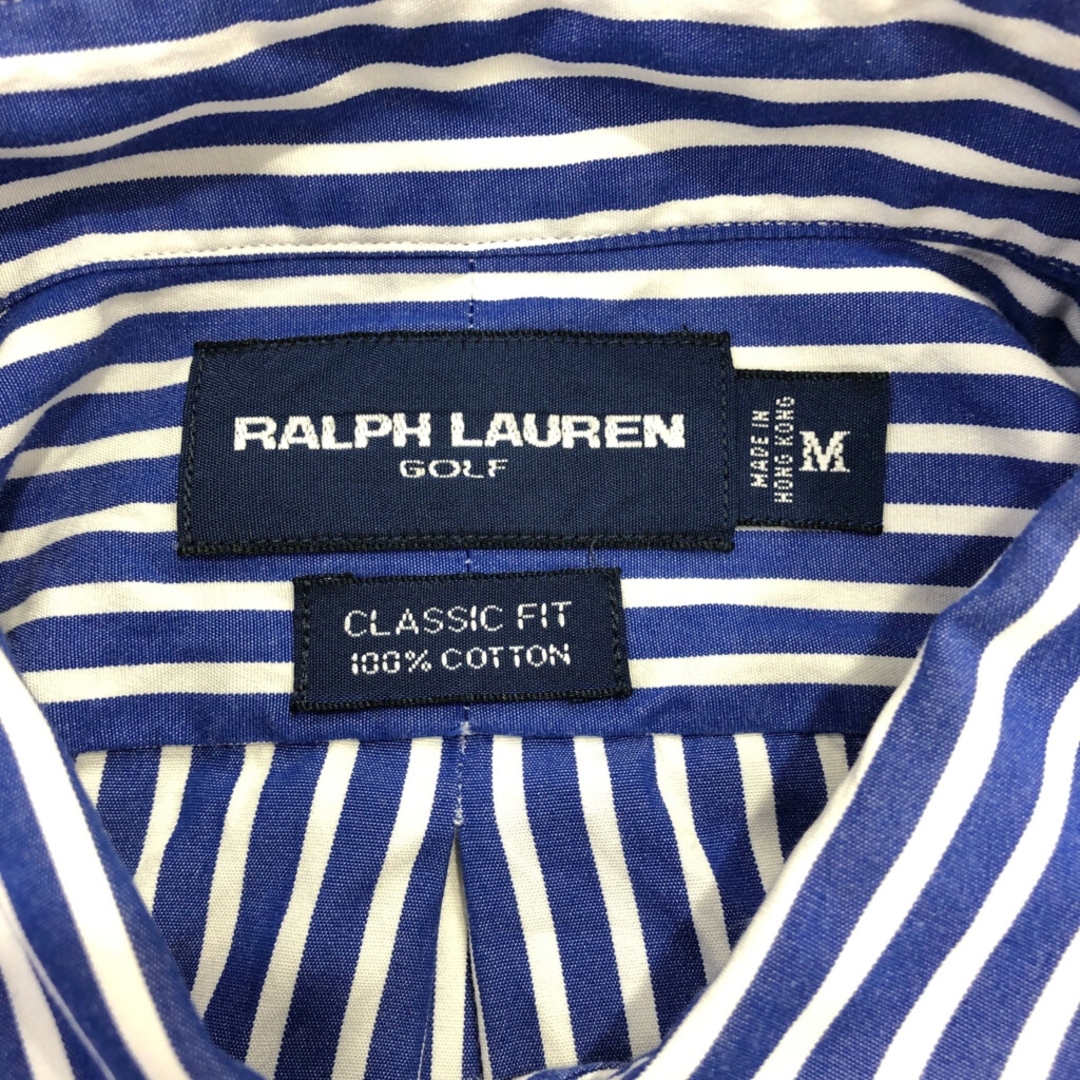 RALPH LAUREN
GOLF
MADE IN
HONG KONG
M
CLASSIC FIT
100% COTTON